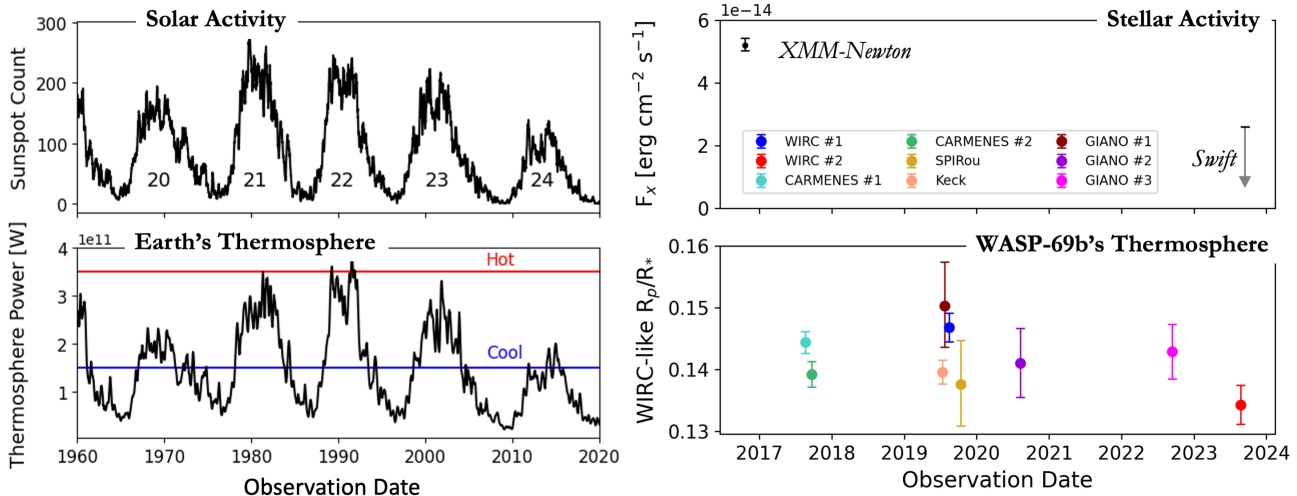 Solar Activity
300
200
100
0
Sunspot Count
20
21
22
23
24
Earth's Thermosphere
1e11
4
3
2
1
Thermosphere Power [W]
Hot
Cool
1960
1970
1980
1990
2000
2010
2020
Observation Date
1e−14
Stellar Activity
6
4
2
0
F_x [erg cm⁻² s⁻¹]
XMM-Newton
WIRC #1
WIRC #2
CARMENES #1
CARMENES #2
SPIRou
Keck
GIANO #1
GIANO #2
GIANO #3
Swift
WASP-69b's Thermosphere
0.16
0.15
0.14
0.13
WIRC-like R_p/R_*
2017
2018
2019
2020
2021
2022
2023
2024
Observation Date